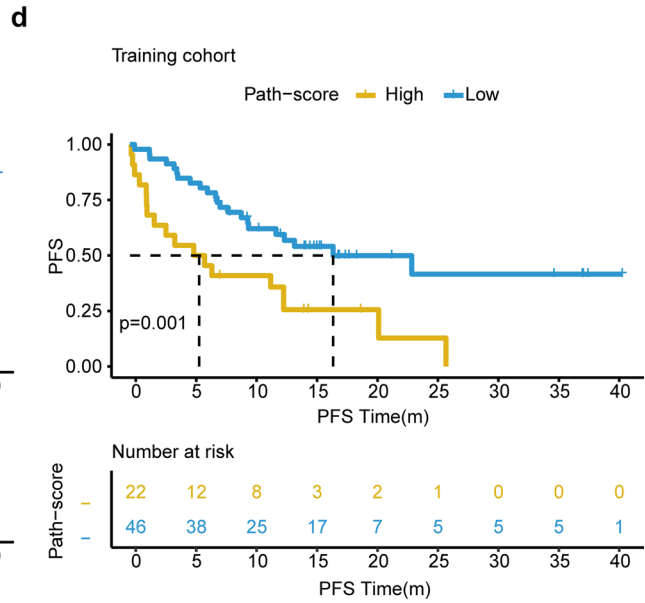 d
Training cohort
Path-score High Low
1.00
0.75
0.50
0.25
0.00
PFS
p=0.001
0 5 10 15 20 25 30 35 40
PFS Time(m)
Number at risk
Path-score
22 12 8 3 2 1 0 0 0
46 38 25 17 7 5 5 5 1
0 5 10 15 20 25 30 35 40
PFS Time(m)